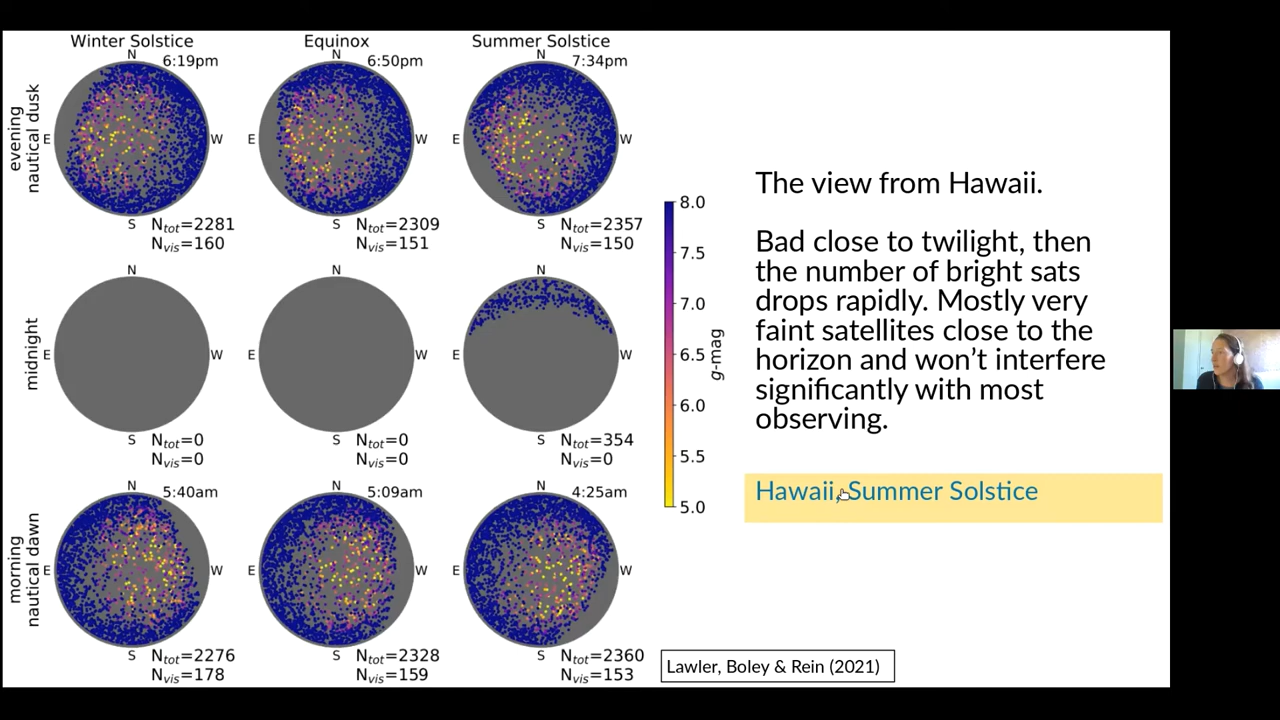 Winter Solstice
Equinox
Summer Solstice
N
6:19pm
N
6:50pm
N
7:34pm
evening
nautical dusk
E
W
E
W
E
W
S
Ntot=2281
Nvis=160
S
Ntot=2309
Nvis=151
S
Ntot=2357
Nvis=150
midnight
N
N
N
E
W
E
W
E
W
S
Ntot=0
Nvis=0
S
Ntot=0
Nvis=0
S
Ntot=354
Nvis=0
morning
nautical dawn
N
5:40am
N
5:09am
N
4:25am
E
W
E
W
E
W
S
Ntot=2276
Nvis=178
S
Ntot=2328
Nvis=159
S
Ntot=2360
Nvis=153
8.0
7.5
7.0
6.5
6.0
5.5
5.0
g-mag
The view from Hawaii.
Bad close to twilight, then
the number of bright sats
drops rapidly. Mostly very
faint satellites close to the
horizon and won’t interfere
significantly with most
observing.
Hawaii, Summer Solstice
Lawler, Boley & Rein (2021)